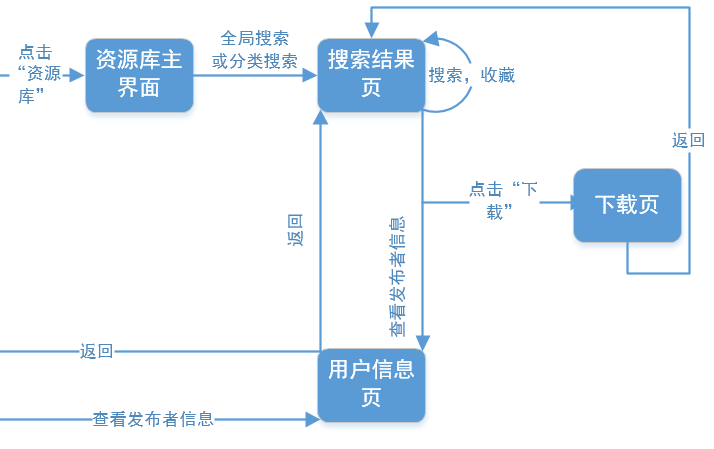 点击
“资源
库”
资源库主
界面
全局搜索
或分类搜索
搜索结果
页
搜索，收藏
返回
点击“下
载”
下载页
返回
查看发布者信息
返回
用户信息
页
查看发布者信息